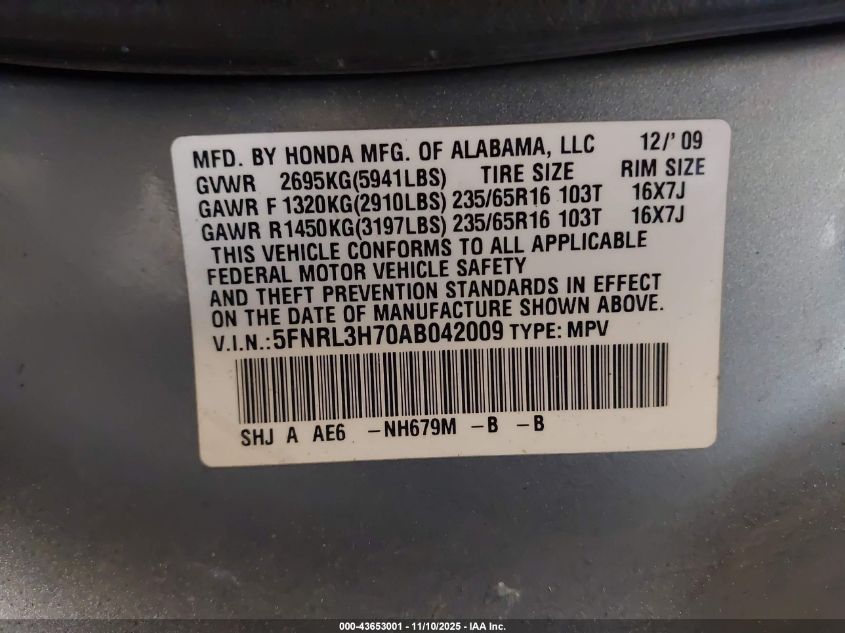 MFD. BY HONDA MFG. OF ALABAMA, LLC 12/' 09
GVWR 2695KG(5941LBS) TIRE SIZE RIM SIZE
GAWR F 1320KG(2910LBS) 235/65R16 103T 16X7J
GAWR R1450KG(3197LBS) 235/65R16 103T 16X7J
THIS VEHICLE CONFORMS TO ALL APPLICABLE
FEDERAL MOTOR VEHICLE SAFETY
AND THEFT PREVENTION STANDARDS IN EFFECT
ON THE DATE OF MANUFACTURE SHOWN ABOVE.
V.I.N.:5FNRL3H70AB042009 TYPE: MPV
SHJ A AE6 -NH679M -B -B
000-43653001 - 11/10/2025 - IAA Inc.